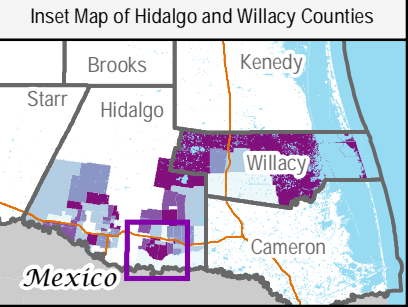 Inset Map of Hidalgo and Willacy Counties
Brooks
Kenedy
Starr
Hidalgo
Willacy
Cameron
Mexico